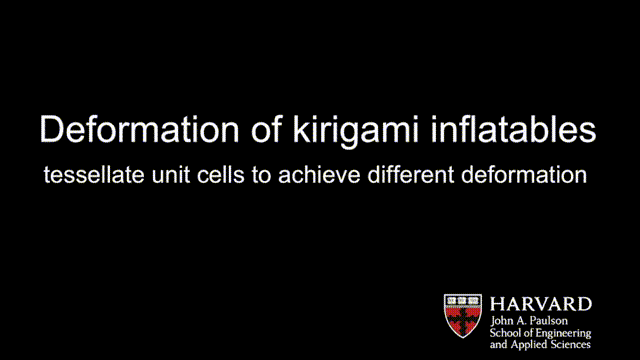 Deformation of kirigami inflatables
tessellate unit cells to achieve different deformation
HARVARD
John A. Paulson
School of Engineering
and Applied Sciences